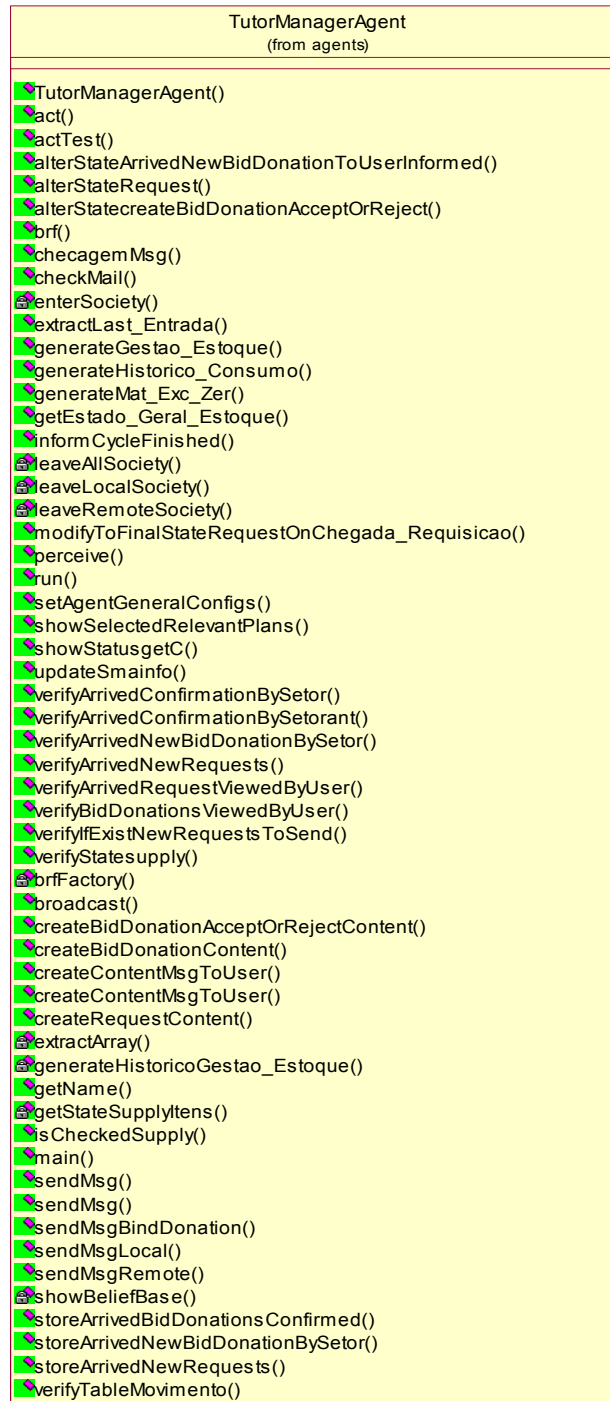 TutorManagerAgent
(from agents)
TutorManagerAgent()
act()
actTest()
alterStateArrivedNewBidDonationToUserInformed()
alterStateRequest()
alterStatecreateBidDonationAcceptOrReject()
brf()
checagemMsg()
checkMail()
enterSociety()
extractLast_Entrada()
generateGestao_Estoque()
generateHistorico_Consumo()
generateMat_Exc_Zer()
getEstado_Geral_Estoque()
informCycleFinished()
leaveAllSociety()
leaveLocalSociety()
leaveRemoteSociety()
modifyToFinalStateRequestOnChegada_Requisicao()
perceive()
run()
setAgentGeneralConfigs()
showSelectedRelevantPlans()
showStatusgetC()
updateSmainfo()
verifyArrivedConfirmationBySetor()
verifyArrivedConfirmationBySetorant()
verifyArrivedNewBidDonationBySetor()
verifyArrivedNewRequests()
verifyArrivedRequestViewedByUser()
verifyBidDonationsViewedByUser()
verifyIfExistNewRequestsToSend()
verifyStatesupply()
brfFactory()
broadcast()
createBidDonationAcceptOrRejectContent()
createBidDonationContent()
createContentMsgToUser()
createContentMsgToUser()
createRequestContent()
extractArray()
generateHistoricoGestao_Estoque()
getName()
getStateSupplyItens()
isCheckedSupply()
main()
sendMsg()
sendMsg()
sendMsgBindDonation()
sendMsgLocal()
sendMsgRemote()
showBeliefBase()
storeArrivedBidDonationsConfirmed()
storeArrivedNewBidDonationBySetor()
storeArrivedNewRequests()
verifyTableMovimento()